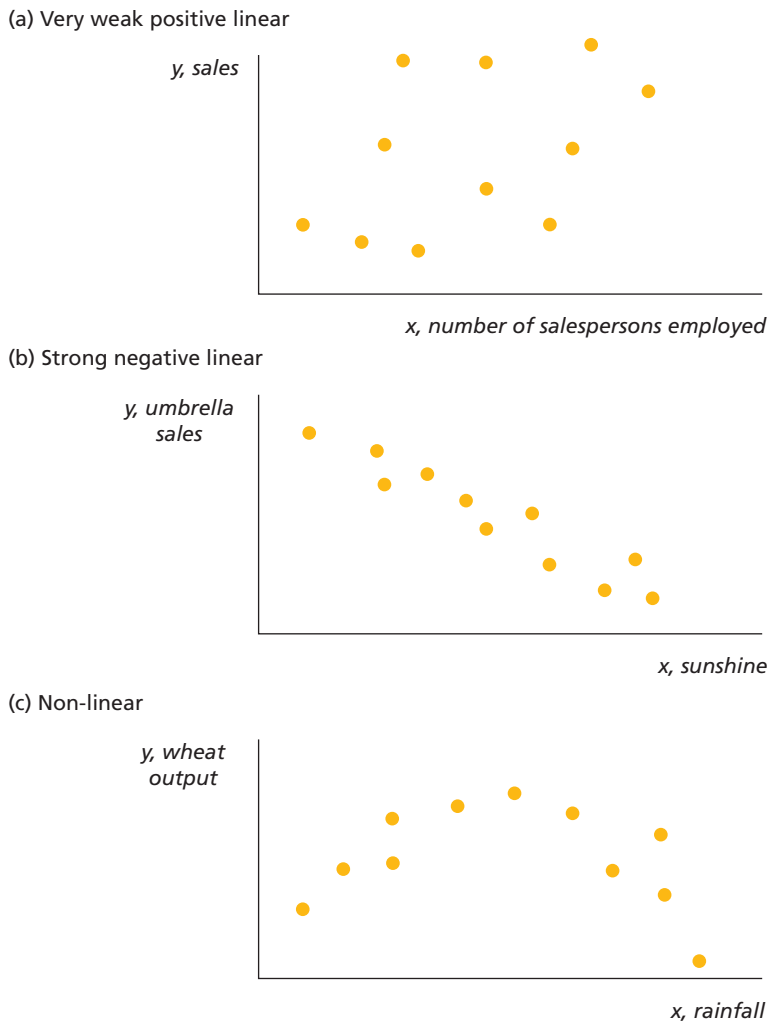 (a) Very weak positive linear
y, sales
x, number of salespersons employed
(b) Strong negative linear
y, umbrella
sales
x, sunshine
(c) Non-linear
y, wheat
output
x, rainfall